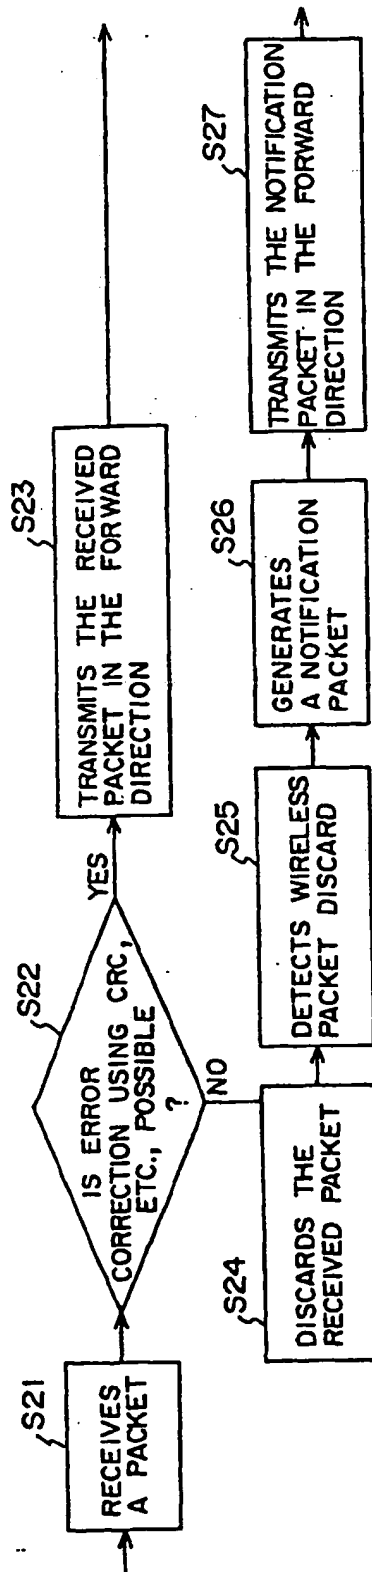 S21
RECEIVES
A PACKET
S22
IS ERROR
CORRECTION USING CRC,
ETC., POSSIBLE
?
YES
NO
S23
TRANSMITS THE RECEIVED
PACKET IN THE FORWARD
DIRECTION
S24
DISCARDS THE
RECEIVED PACKET
S25
DETECTS WIRELESS
PACKET DISCARD
S26
GENERATES
A NOTIFICATION
PACKET
S27
TRANSMITS THE NOTIFICATION
PACKET IN THE FORWARD
DIRECTION